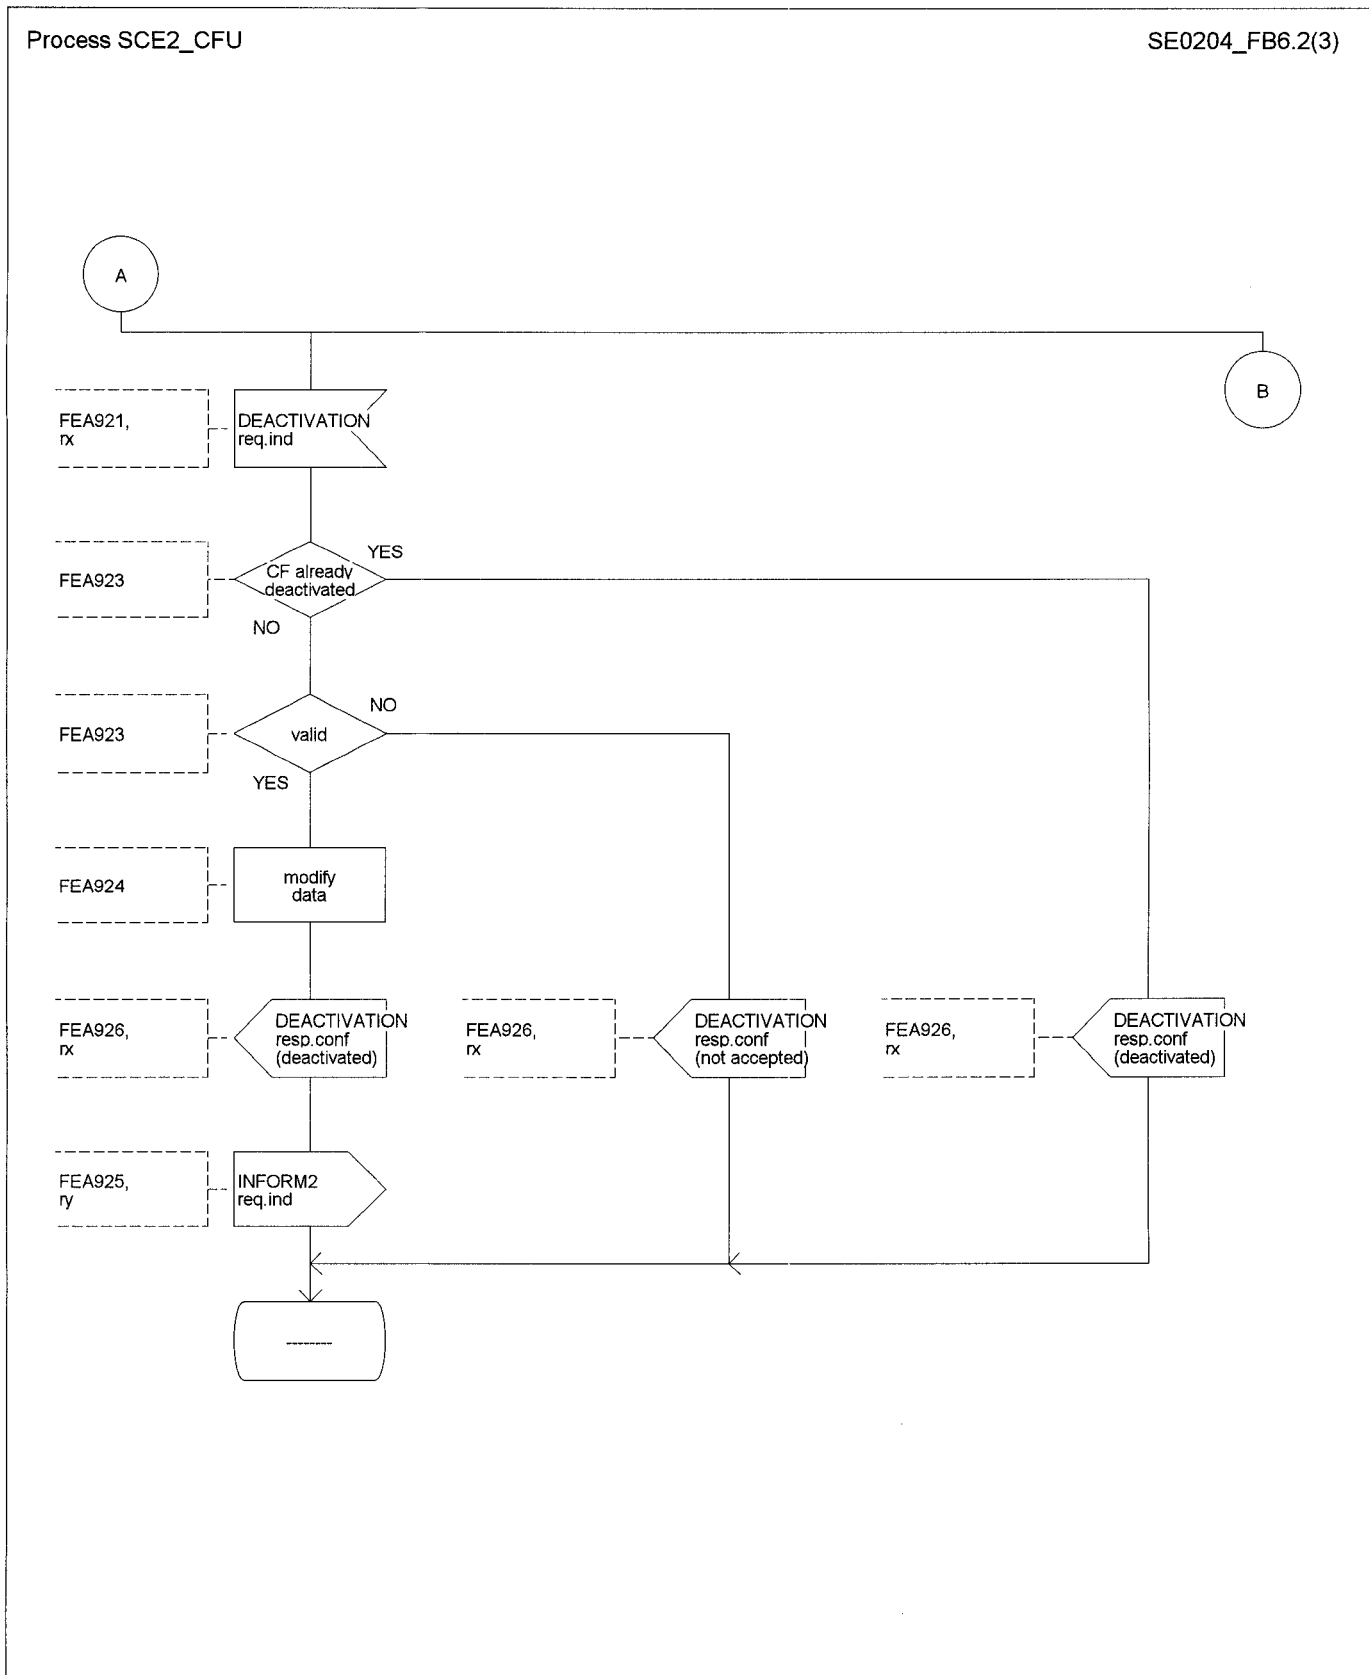 Process SCE2_CFU
SE0204_FB6.2(3)
A
B
FEA921,
rx
DEACTIVATION
req.ind
FEA923
CF already
deactivated
YES
NO
FEA923
valid
NO
YES
FEA924
modify
data
FEA926,
rx
DEACTIVATION
resp.conf
(deactivated)
FEA926,
rx
DEACTIVATION
resp.conf
(not accepted)
FEA926,
rx
DEACTIVATION
resp.conf
(deactivated)
FEA925,
ry
INFORM2
req.ind